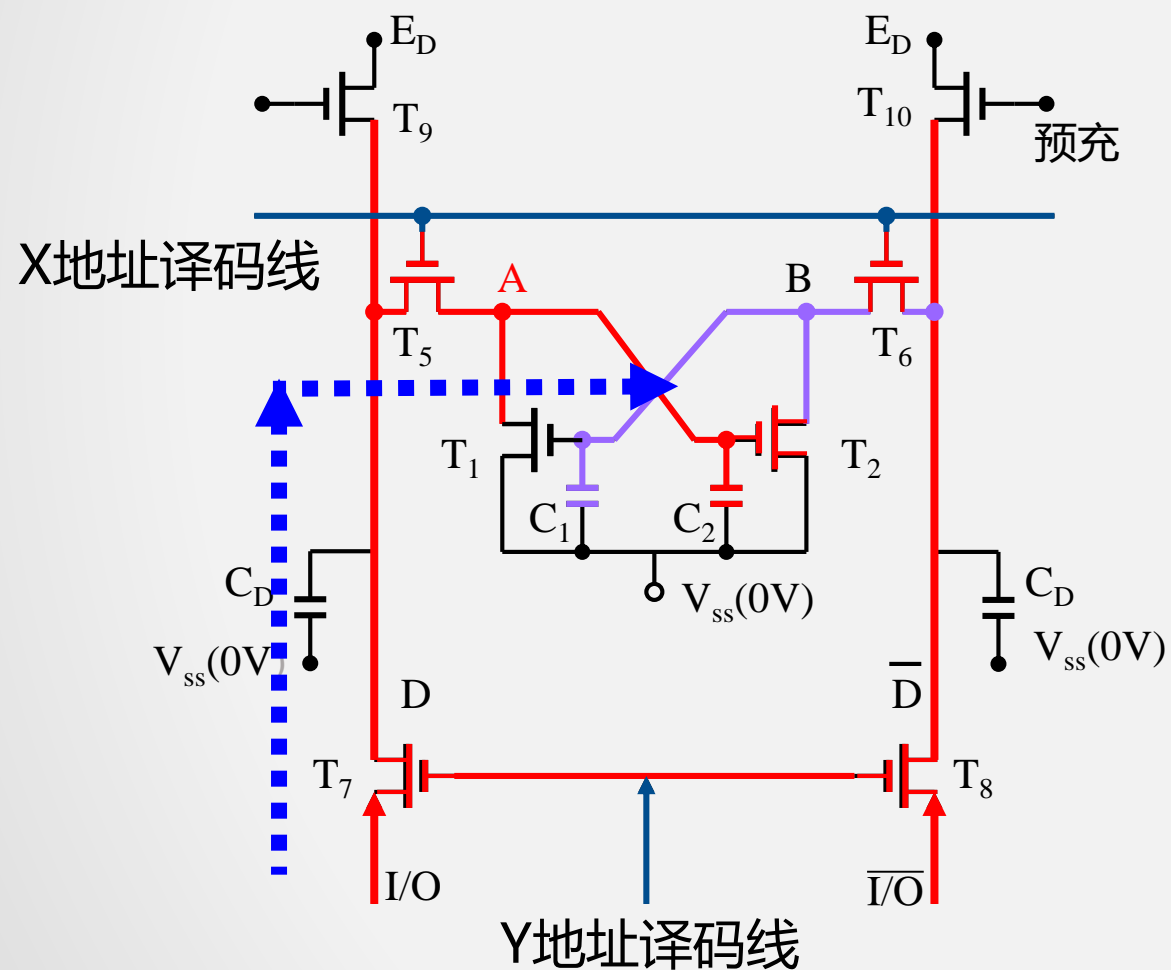 E_D
E_D
T_9
T_10
预充
X地址译码线
A
B
T_5
T_6
T_1
T_2
C_1
C_2
C_D
V_ss(0V)
C_D
V_ss(0V)
V_ss(0V)
D
D̅
T_7
T_8
I/O
I̅/̅O̅
Y地址译码线